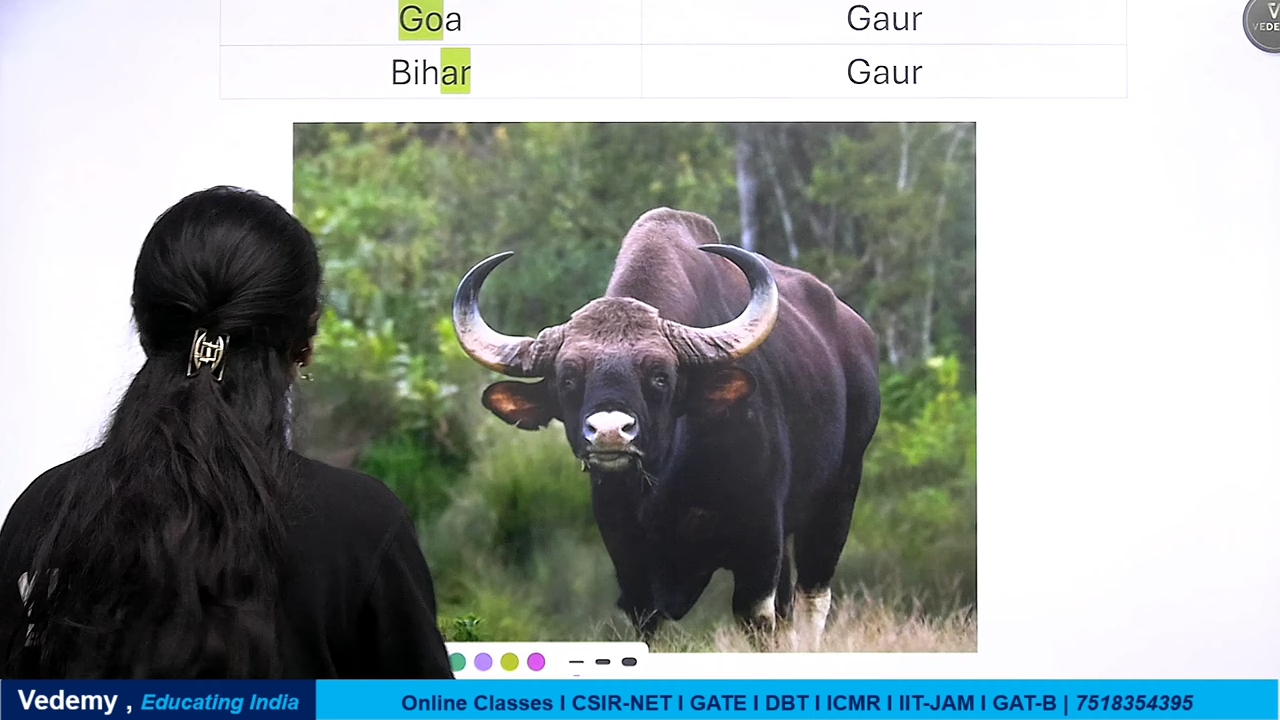 Goa Gaur
Bihar Gaur
Vedemy , Educating India
Online Classes I CSIR-NET I GATE I DBT I ICMR I IIT-JAM I GAT-B | 7518354395